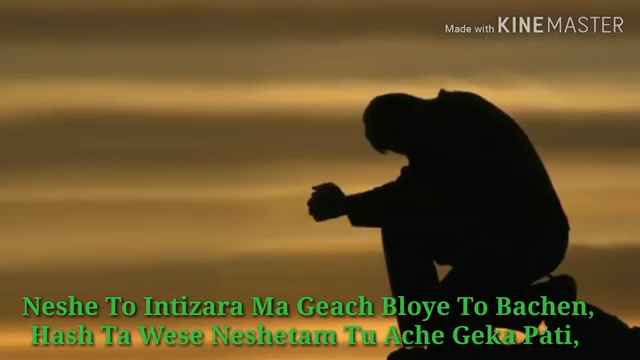 Made with KINEMASTER
Neshe To Intizara Ma Geach Bloye To Bachen,
Hash Ta Wese Neshetam Tu Ache Geka Pati,